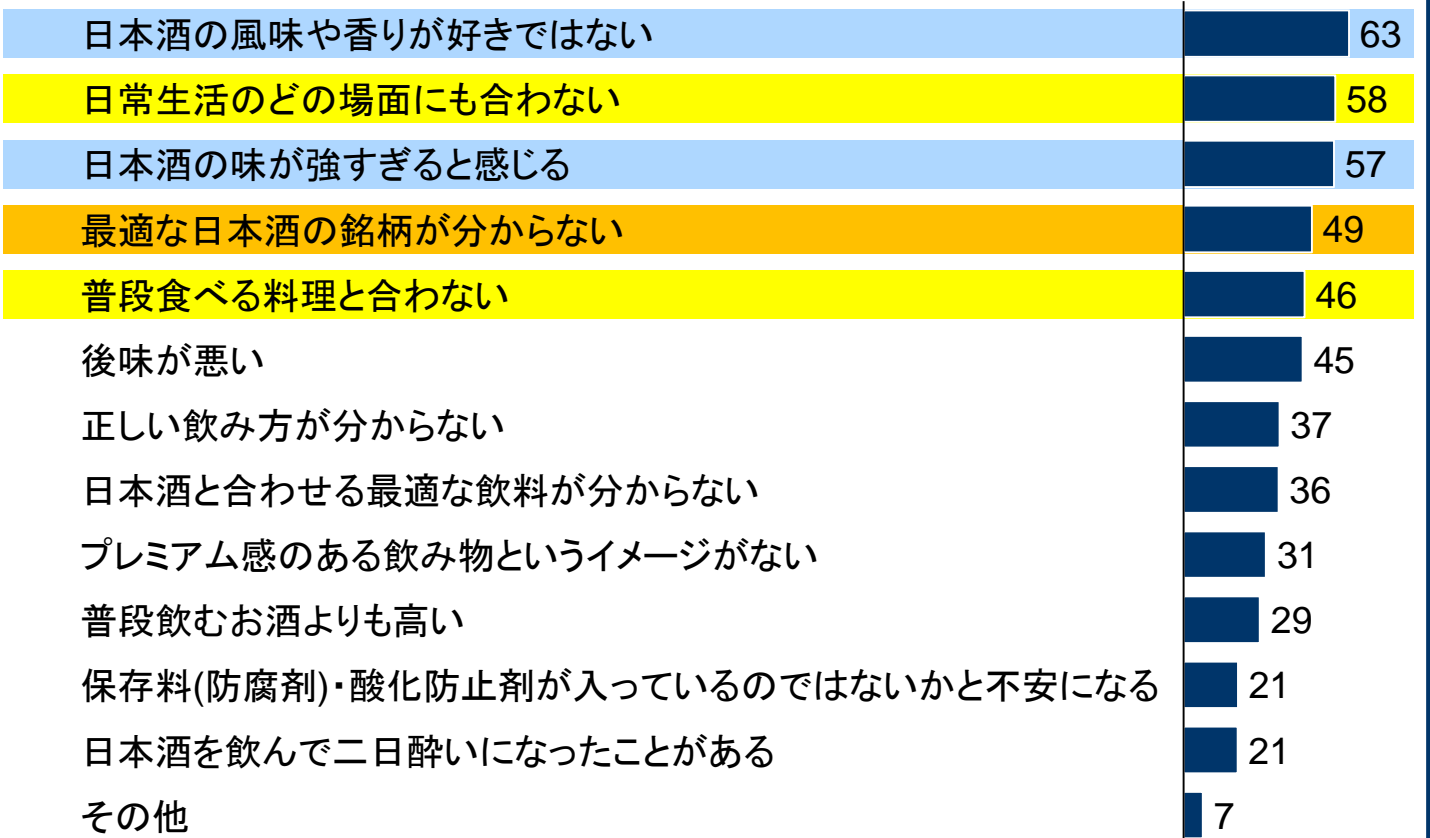 日本酒の風味や香りが好きではない 63
日常生活のどの場面にも合わない 58
日本酒の味が強すぎると感じる 57
最適な日本酒の銘柄が分からない 49
普段食べる料理と合わない 46
後味が悪い 45
正しい飲み方が分からない 37
日本酒と合わせる最適な飲料が分からない 36
プレミアム感のある飲み物というイメージがない 31
普段飲むお酒よりも高い 29
保存料(防腐剤)・酸化防止剤が入っているのではないかと不安になる 21
日本酒を飲んで二日酔いになったことがある 21
その他 7